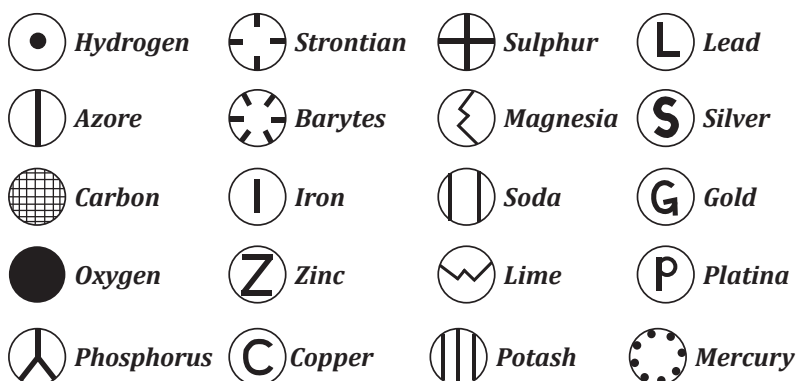 Hydrogen Strontian Sulphur L Lead
Azore Barytes Magnesia S Silver
Carbon I Iron Soda G Gold
Oxygen Z Zinc Lime P Platina
Phosphorus C Copper Potash Mercury